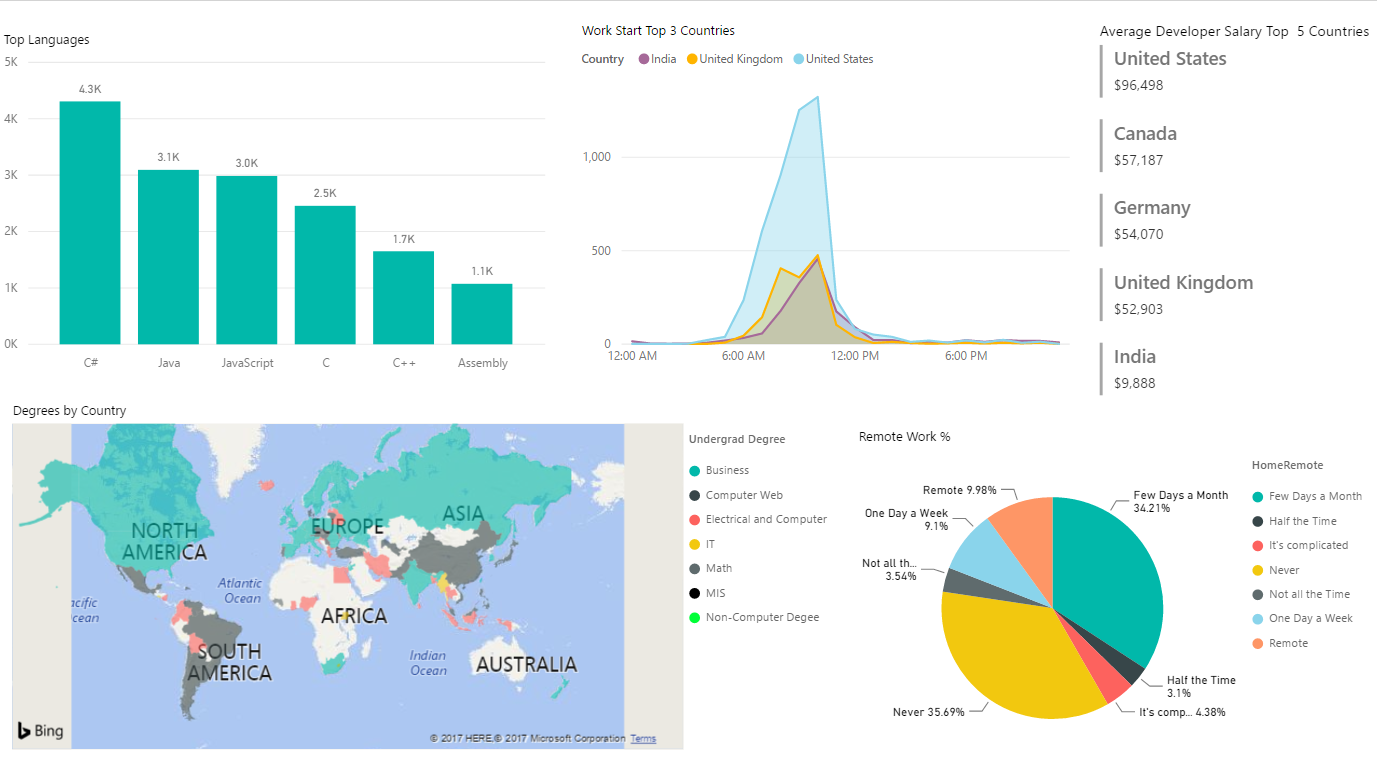 Top Languages
5K
4K
3K
2K
1K
0K
4.3K
3.1K
3.0K
2.5K
1.7K
1.1K
C#
Java
JavaScript
C
C++
Assembly
Work Start Top 3 Countries
Country India United Kingdom United States
1,000
500
0
12:00 AM
6:00 AM
12:00 PM
6:00 PM
Average Developer Salary Top 5 Countries
United States
$96,498
Canada
$57,187
Germany
$54,070
United Kingdom
$52,903
India
$9,888
Degrees by Country
NORTH
AMERICA
EUROPE
ASIA
Atlantic
Ocean
acific
cean
AFRICA
SOUTH
AMERICA
Indian
Ocean
AUSTRALIA
Bing
© 2017 HERE,© 2017 Microsoft Corporation Terms
Undergrad Degree
Business
Computer Web
Electrical and Computer
IT
Math
MIS
Non-Computer Degee
Remote Work %
Remote 9.98%
One Day a Week
9.1%
Not all th...
3.54%
Never 35.69%
Few Days a Month
34.21%
Half the Time
3.1%
It's comp... 4.38%
HomeRemote
Few Days a Month
Half the Time
It's complicated
Never
Not all the Time
One Day a Week
Remote